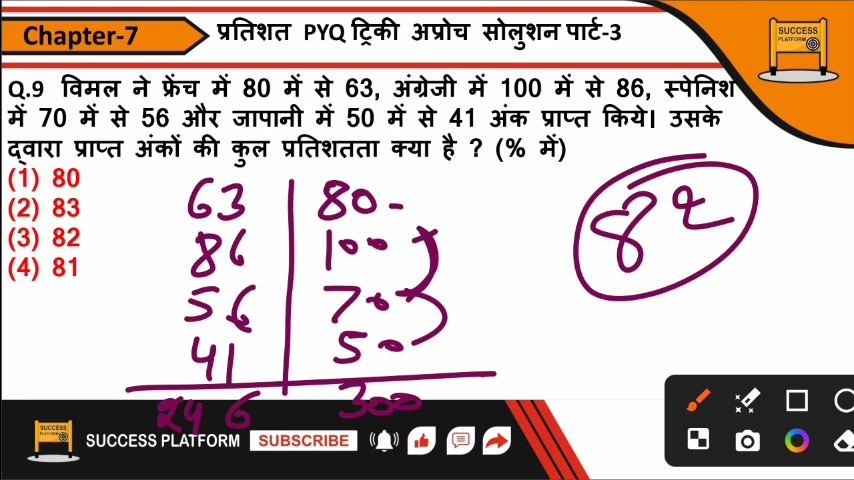 Chapter-7
प्रतिशत PYQ ट्रिकी अप्रोच सोलुशन पार्ट-3
SUCCESS
PLATFORM
Q.9 विमल ने फ्रेंच में 80 में से 63, अंग्रेजी में 100 में से 86, स्पेनिश
में 70 में से 56 और जापानी में 50 में से 41 अंक प्राप्त किये। उसके
द्वारा प्राप्त अंकों की कुल प्रतिशतता क्या है ? (% में)
(1) 80
(2) 83
(3) 82
(4) 81
63 80
86 100
56 70
41 50
246 300
82
SUCCESS
PLATFORM
SUCCESS PLATFORM
SUBSCRIBE